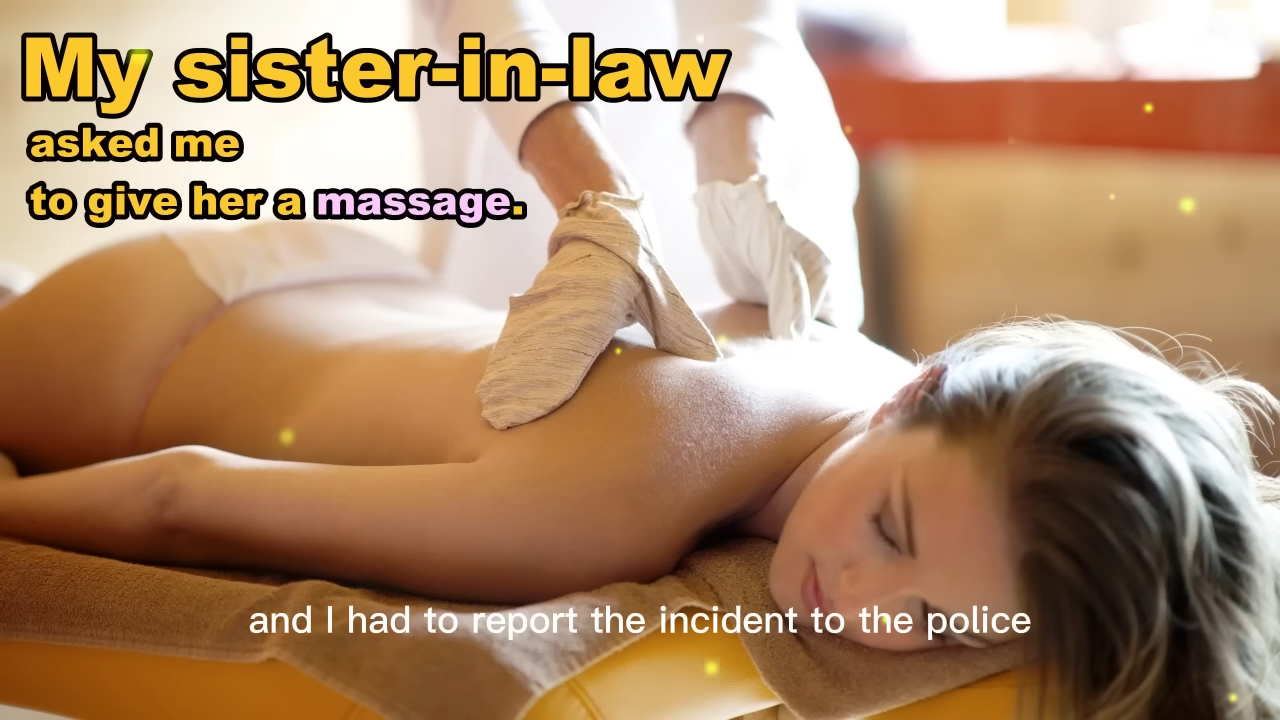 My sister-in-law
asked me
to give her a massage.
and I had to report the incident to the police